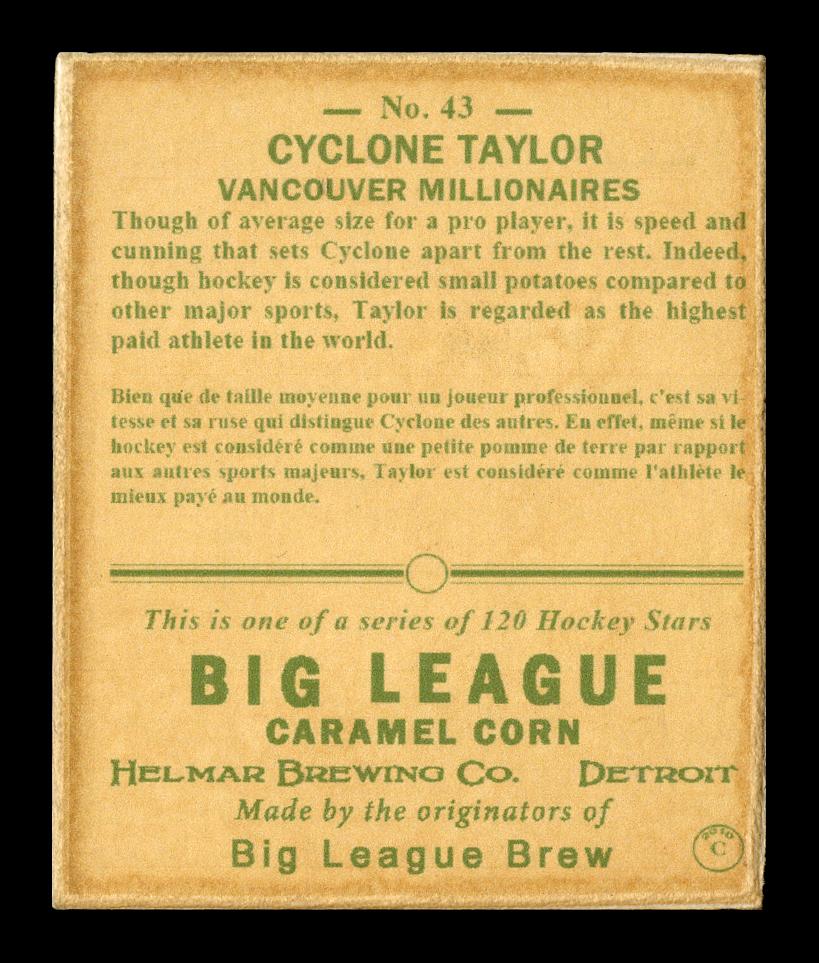 — No. 43 —
CYCLONE TAYLOR
VANCOUVER MILLIONAIRES
Though of average size for a pro player, it is speed and
cunning that sets Cyclone apart from the rest. Indeed,
though hockey is considered small potatoes compared to
other major sports, Taylor is regarded as the highest
paid athlete in the world.
Bien que de taille moyenne pour un joueur professionnel, c'est sa vi-
tesse et sa ruse qui distingue Cyclone des autres. En effet, même si le
hockey est considéré comme une petite pomme de terre par rapport
aux autres sports majeurs, Taylor est considéré comme l'athlète le
mieux payé au monde.
This is one of a series of 120 Hockey Stars
BIG LEAGUE
CARAMEL CORN
HELMAR BREWING CO. DETROIT
Made by the originators of
Big League Brew
2010
C